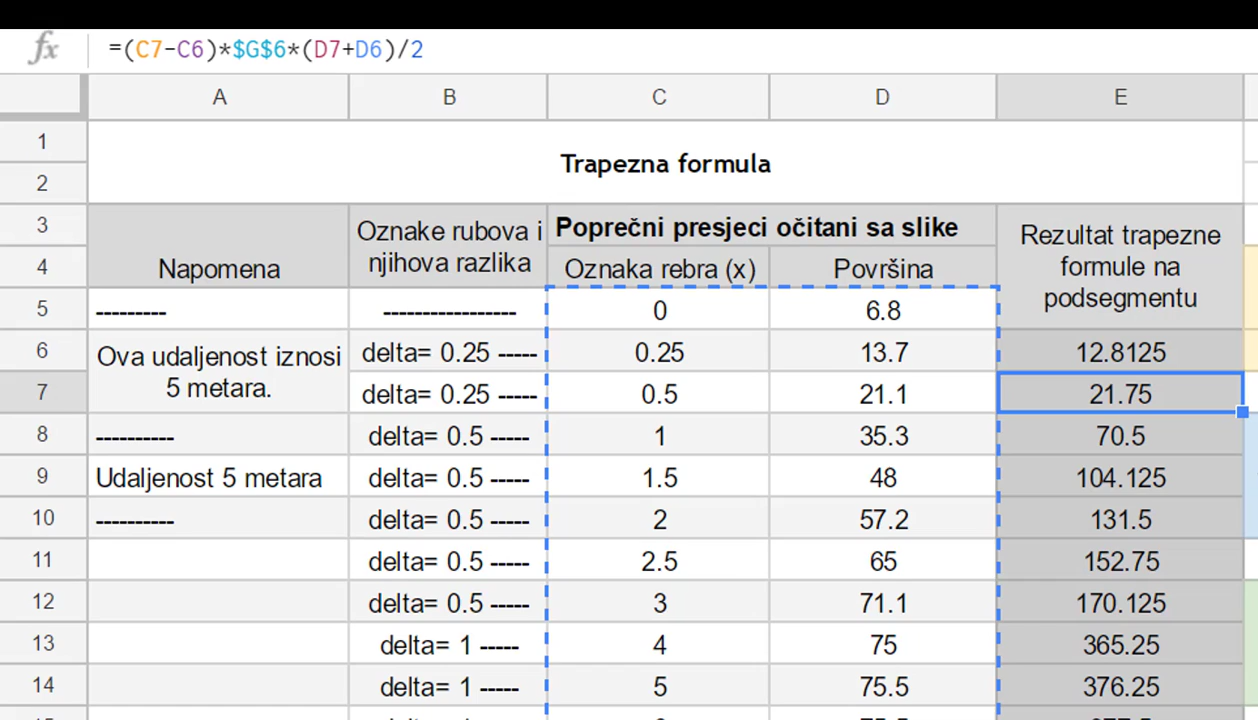 fx =(C7-C6)*$G$6*(D7+D6)/2
A B C D E
1
Trapezna formula
2
3 Oznake rubova i Poprečni presjeci očitani sa slike Rezultat trapezne
4 Napomena njihova razlika Oznaka rebra (x) Površina formule na
podsegmentu
5 --------- ----------------- 0 6.8
6 Ova udaljenost iznosi delta= 0.25 ----- 0.25 13.7 12.8125
7 5 metara. delta= 0.25 ----- 0.5 21.1 21.75
8 ---------- delta= 0.5 ----- 1 35.3 70.5
9 Udaljenost 5 metara delta= 0.5 ----- 1.5 48 104.125
10 ---------- delta= 0.5 ----- 2 57.2 131.5
11 delta= 0.5 ----- 2.5 65 152.75
12 delta= 0.5 ----- 3 71.1 170.125
13 delta= 1 ----- 4 75 365.25
14 delta= 1 ----- 5 75.5 376.25